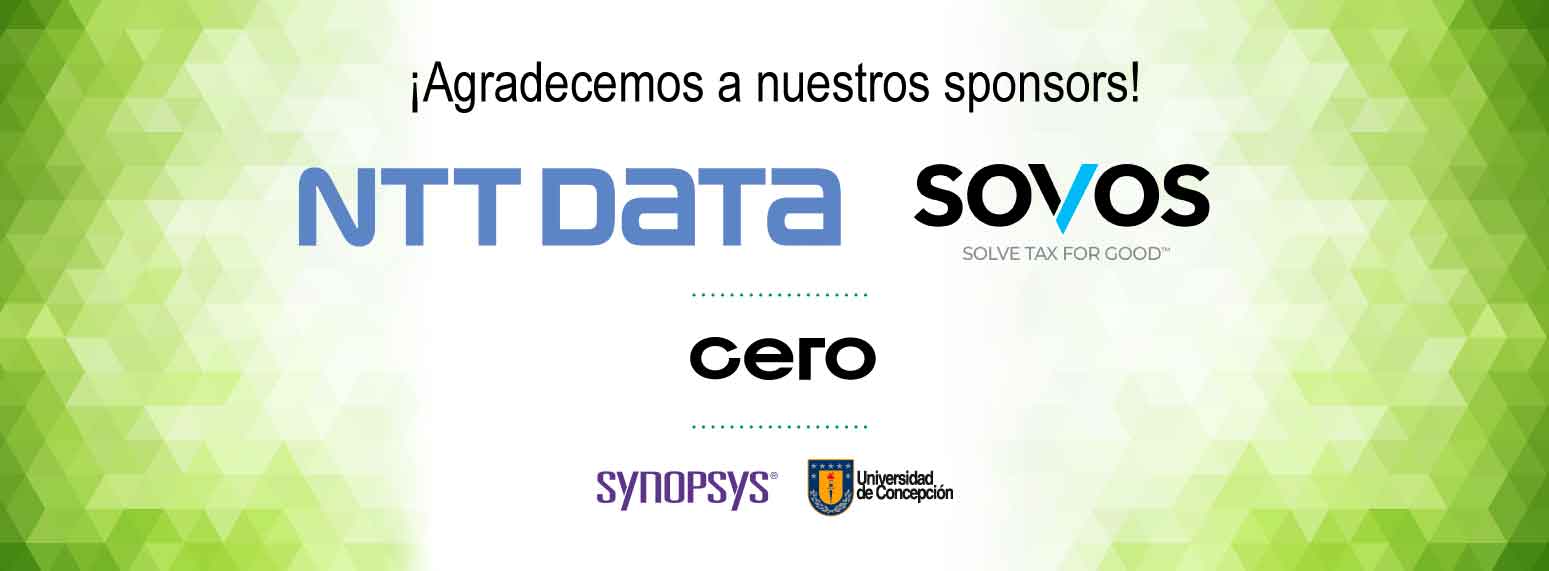 ¡Agradecemos a nuestros sponsors!
NTT DATA
SOVOS
SOLVE TAX FOR GOOD™
cero
SYNOPSYS®
Universidad
de Concepción